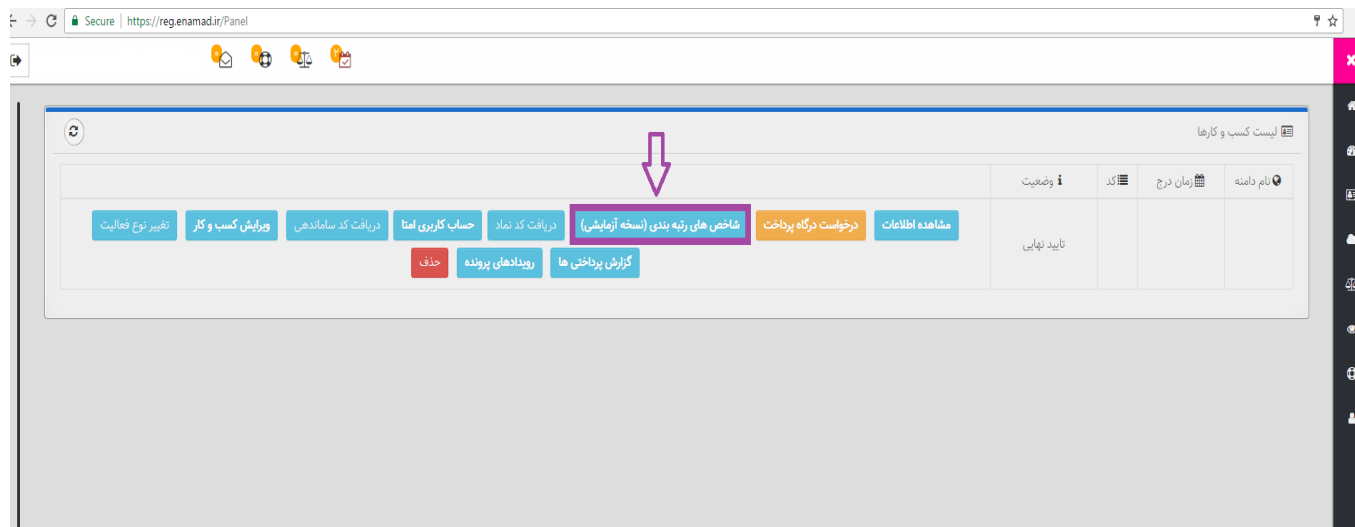 Secure | https://reg.enamad.ir/Panel
لیست کسب و کارها
نام دامنه زمان درج کد وضعیت
مشاهده اطلاعات درخواست درگاه پرداخت شاخص های رتبه بندی (نسخه آزمایشی) دریافت کد نماد حساب کاربری امتا دریافت کد ساماندهی ویرایش کسب و کار تغییر نوع فعالیت
تایید نهایی
گزارش پرداختی ها رویدادهای پرونده حذف